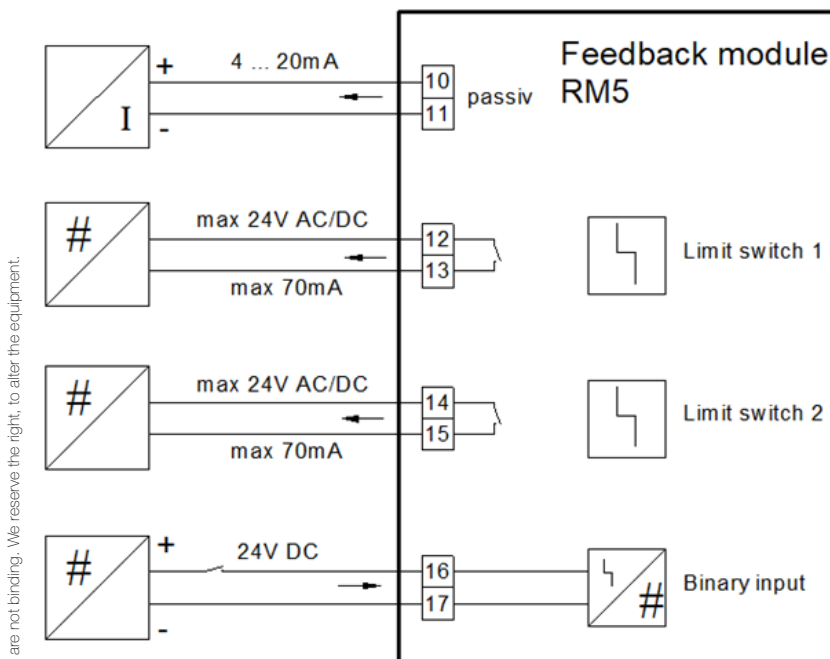 Feedback module
RM5
+
4 ... 20mA
10
passiv
I
-
11
#
max 24V AC/DC
12
13
max 70mA
Limit switch 1
#
max 24V AC/DC
14
15
max 70mA
Limit switch 2
#
+
24V DC
16
17
-
#
Binary input
are not binding. We reserve the right, to alter the equipment.